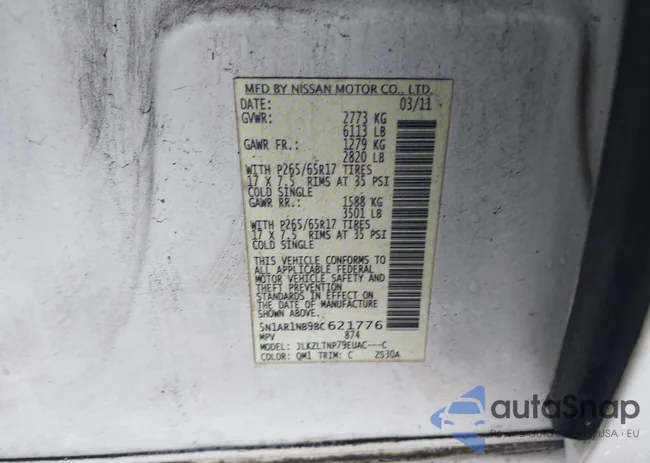 MFD BY NISSAN MOTOR CO., LTD.
DATE: 03/11
GVWR: 2773 KG
6113 LB
GAWR FR.: 1279 KG
2820 LB
WITH P265/65R17 TIRES
17 X 7.5 RIMS AT 35 PSI
COLD SINGLE
GAWR RR.: 1588 KG
3501 LB
WITH P265/65R17 TIRES
17 X 7.5 RIMS AT 35 PSI
COLD SINGLE
THIS VEHICLE CONFORMS TO
ALL APPLICABLE FEDERAL
MOTOR VEHICLE SAFETY AND
THEFT PREVENTION
STANDARDS IN EFFECT ON
THE DATE OF MANUFACTURE
SHOWN ABOVE.
5N1AR1NB9BC621776
MPV 874
MODEL: JLKZLTNP79EUAC---C
COLOR: QM1 TRIM: C ZS30A
autoSnap
USA • EU